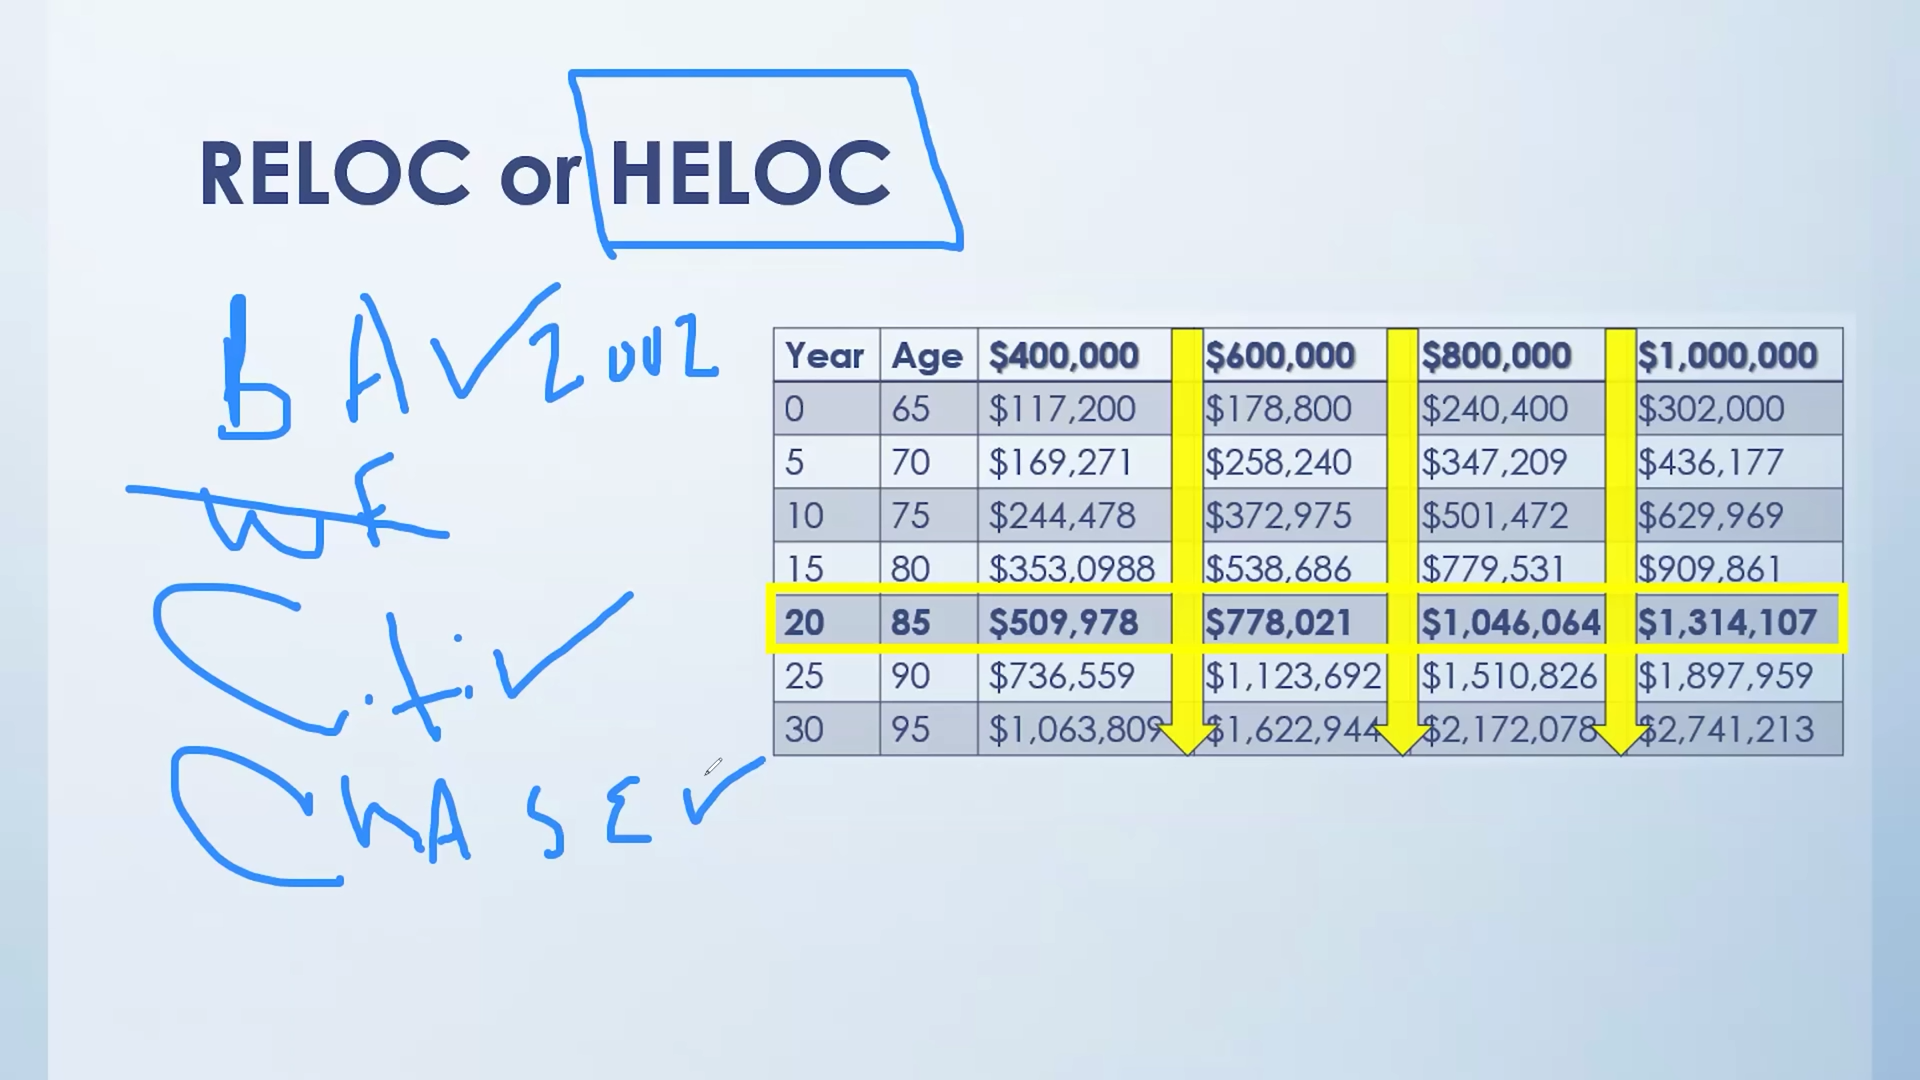 RELOC or HELOC
BA 2002
WF
Citi
CHASE
Year Age $400,000 $600,000 $800,000 $1,000,000
0 65 $117,200 $178,800 $240,400 $302,000
5 70 $169,271 $258,240 $347,209 $436,177
10 75 $244,478 $372,975 $501,472 $629,969
15 80 $353,0988 $538,686 $779,531 $909,861
20 85 $509,978 $778,021 $1,046,064 $1,314,107
25 90 $736,559 $1,123,692 $1,510,826 $1,897,959
30 95 $1,063,809 $1,622,944 $2,172,078 $2,741,213